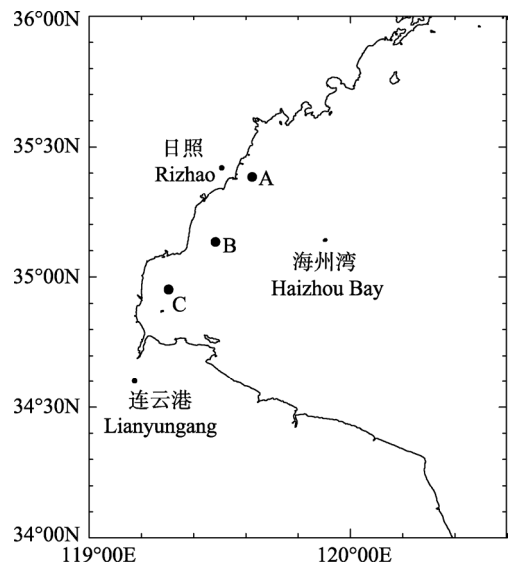 36°00N
35°30N
日照
Rizhao
A
B
海州湾
Haizhou Bay
35°00N
C
连云港
Lianyungang
34°30N
34°00N
119°00E
120°00E